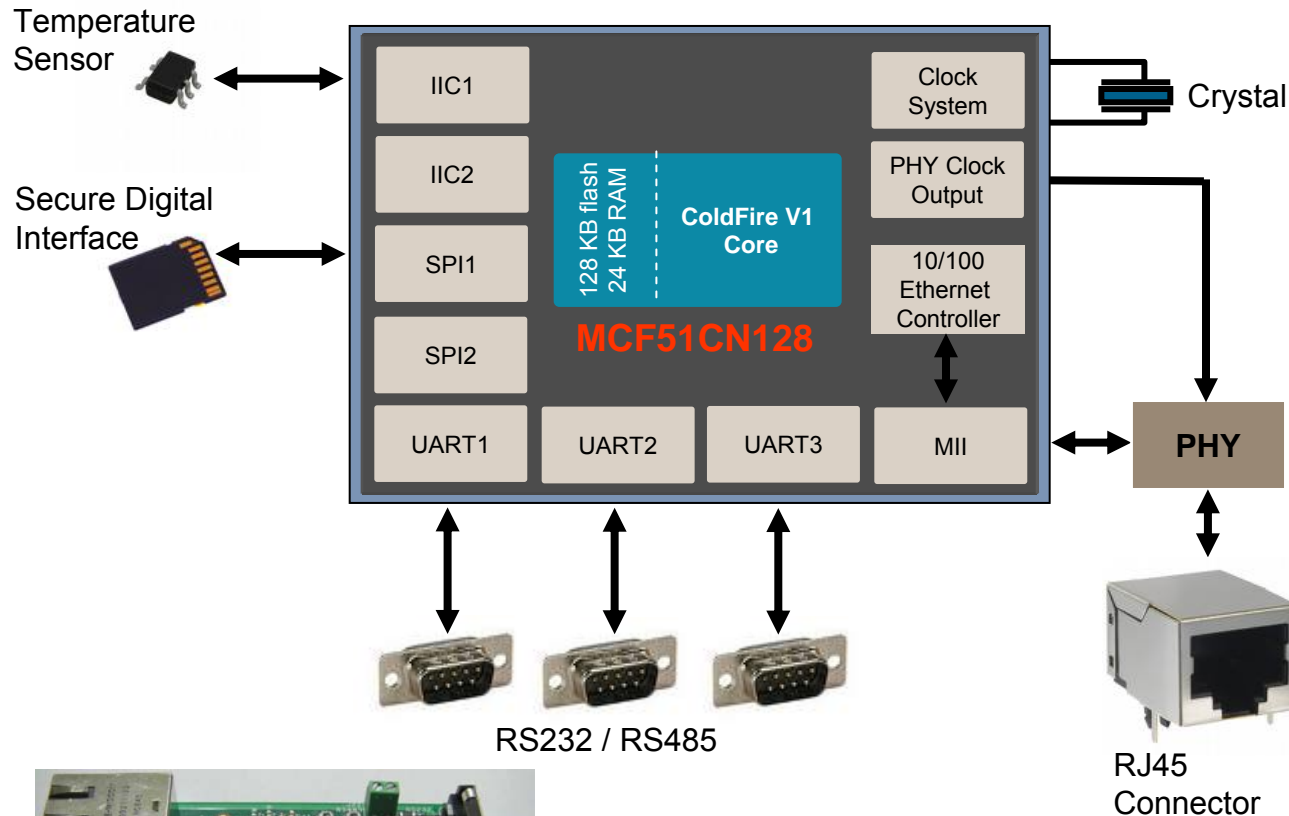 Temperature
Sensor
Secure Digital
Interface
IIC1
IIC2
SPI1
SPI2
UART1
UART2
UART3
MII
128 KB flash
24 KB RAM
ColdFire V1
Core
MCF51CN128
Clock
System
PHY Clock
Output
10/100
Ethernet
Controller
Crystal
PHY
RS232 / RS485
RJ45
Connector